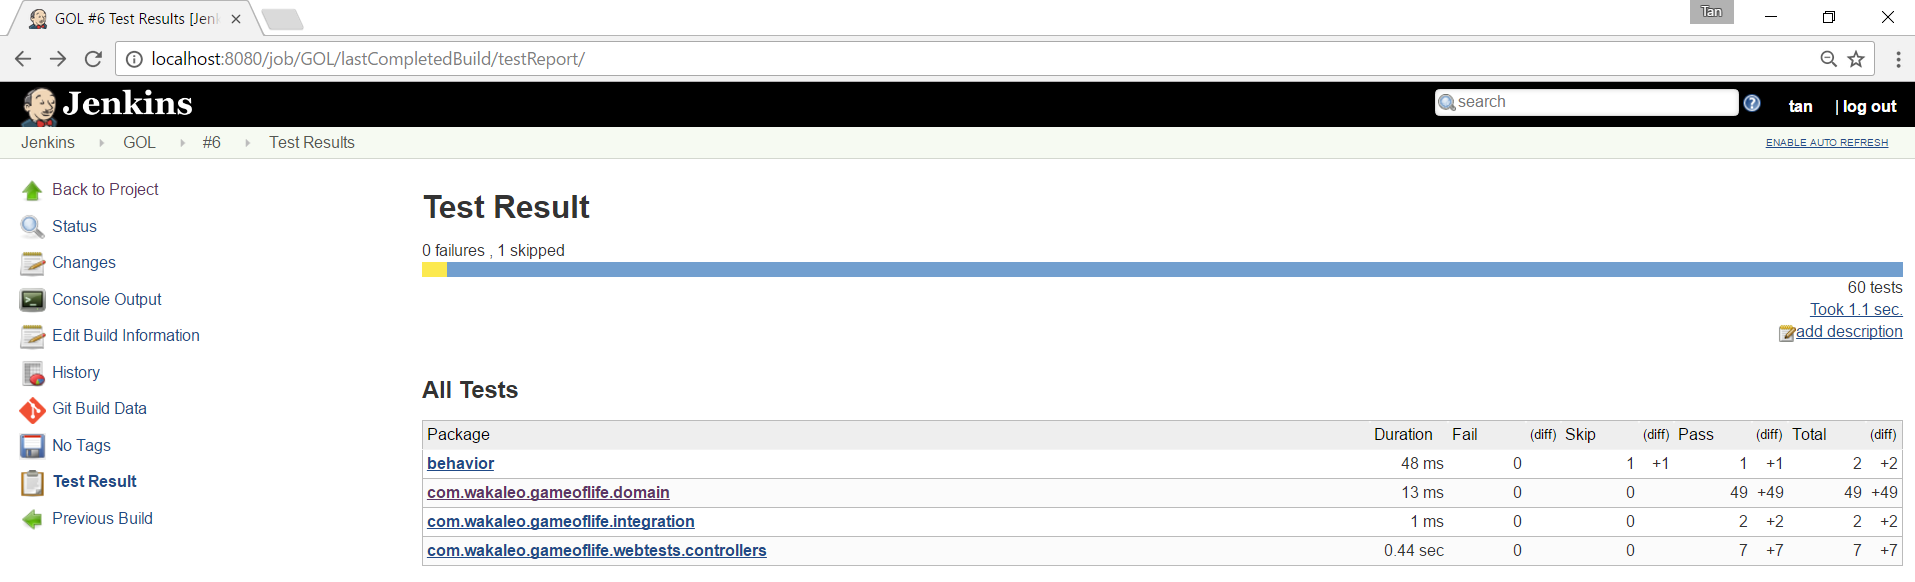 GOL #6 Test Results [Jen
Tan
localhost:8080/job/GOL/lastCompletedBuild/testReport/
Jenkins
search
tan
| log out
Jenkins GOL #6 Test Results
ENABLE AUTO REFRESH
Back to Project
Status
Changes
Console Output
Edit Build Information
History
Git Build Data
No Tags
Test Result
Previous Build
Test Result
0 failures , 1 skipped
60 tests
Took 1.1 sec.
add description
All Tests
Package Duration Fail (diff) Skip (diff) Pass (diff) Total (diff)
behavior 48 ms 0 1 +1 1 +1 2 +2
com.wakaleo.gameoflife.domain 13 ms 0 0 49 +49 49 +49
com.wakaleo.gameoflife.integration 1 ms 0 0 2 +2 2 +2
com.wakaleo.gameoflife.webtests.controllers 0.44 sec 0 0 7 +7 7 +7